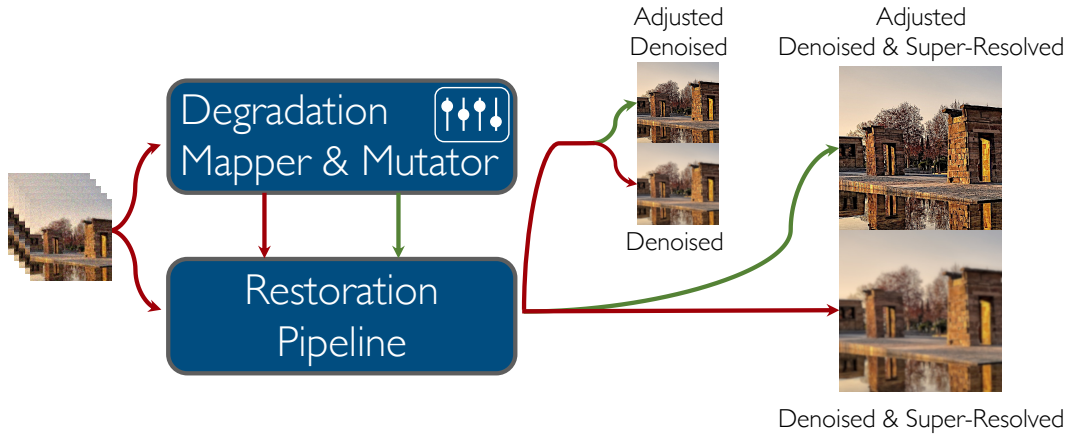 Adjusted
Denoised
Adjusted
Denoised & Super-Resolved
Degradation
Mapper & Mutator
Denoised
Restoration
Pipeline
Denoised & Super-Resolved